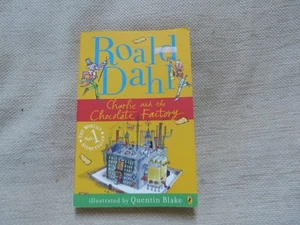 Roald
Dahl
Charlie and the
Chocolate Factory
illustrated by Quentin Blake